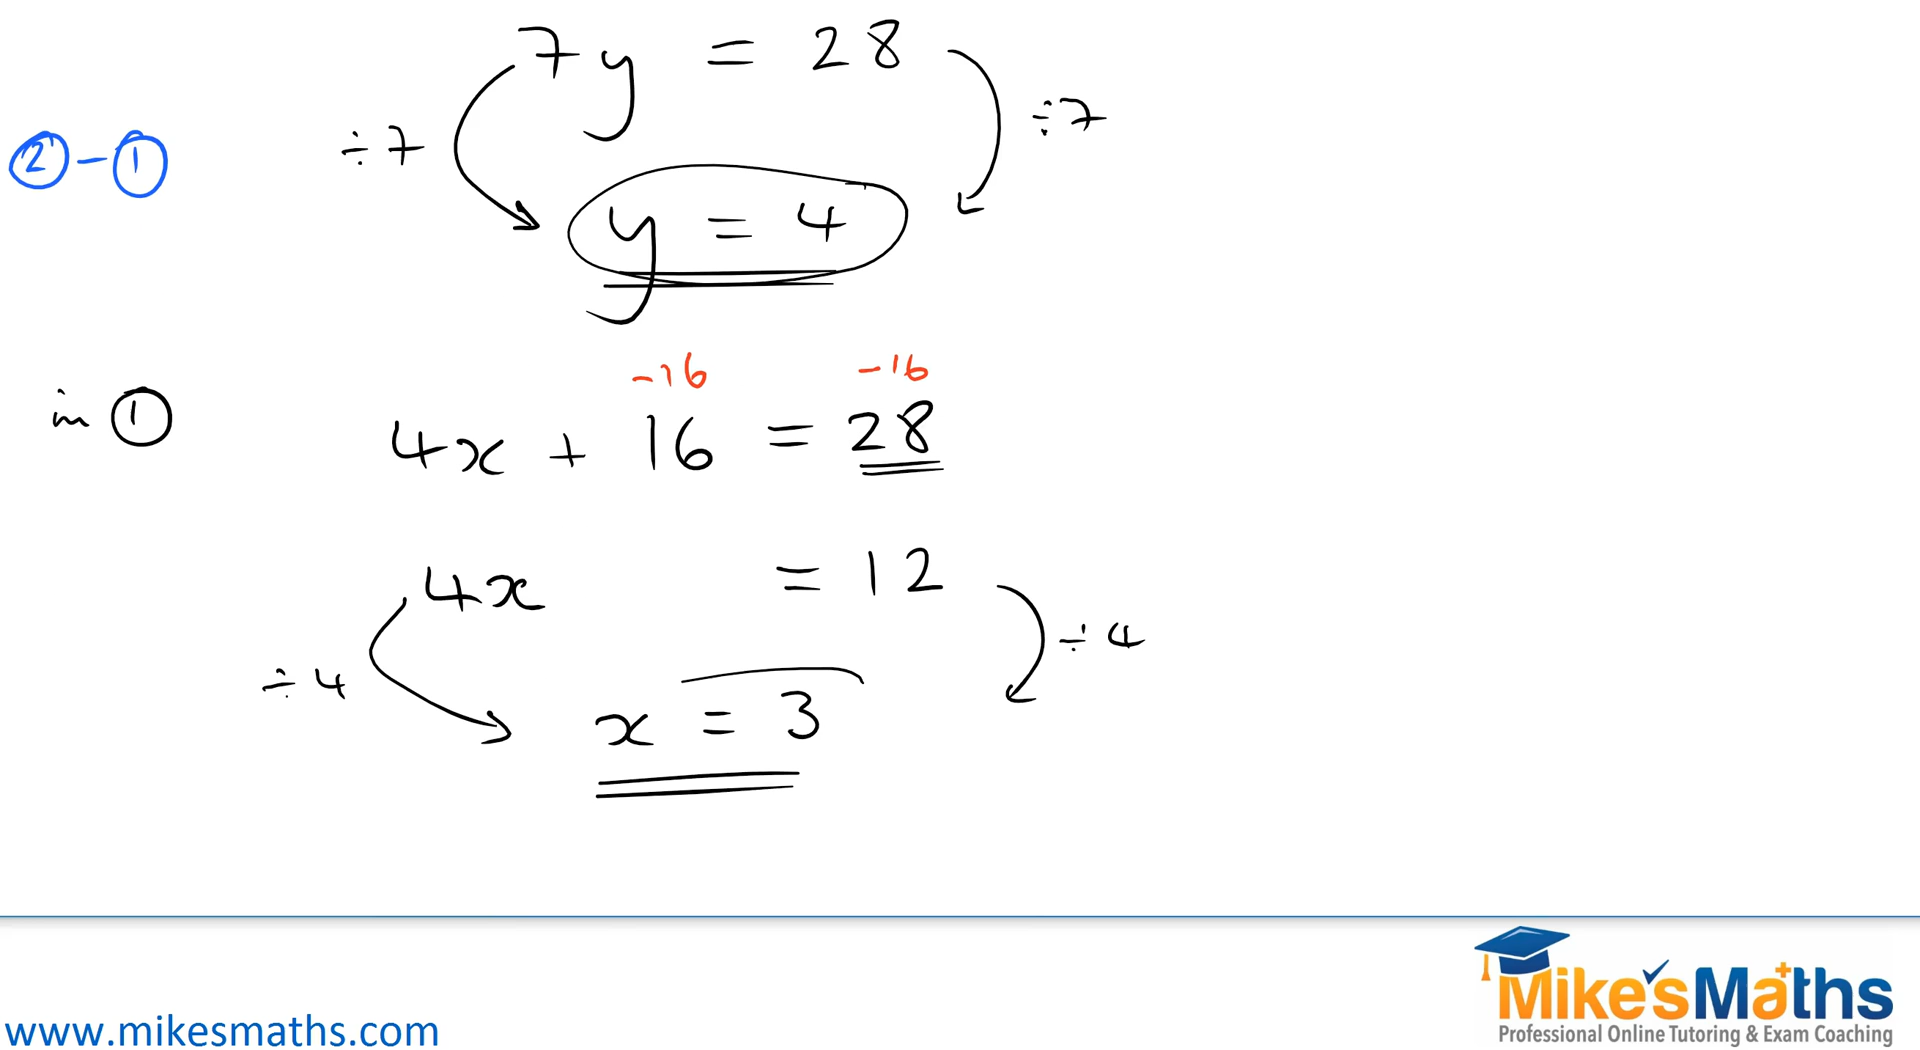 7y = 28
÷7
÷7
② - ①
y = 4
-16 -16
in ① 4x + 16 = 28
4x = 12
÷4
÷4
x = 3
www.mikesmaths.com
Mike's Maths
Professional Online Tutoring & Exam Coaching